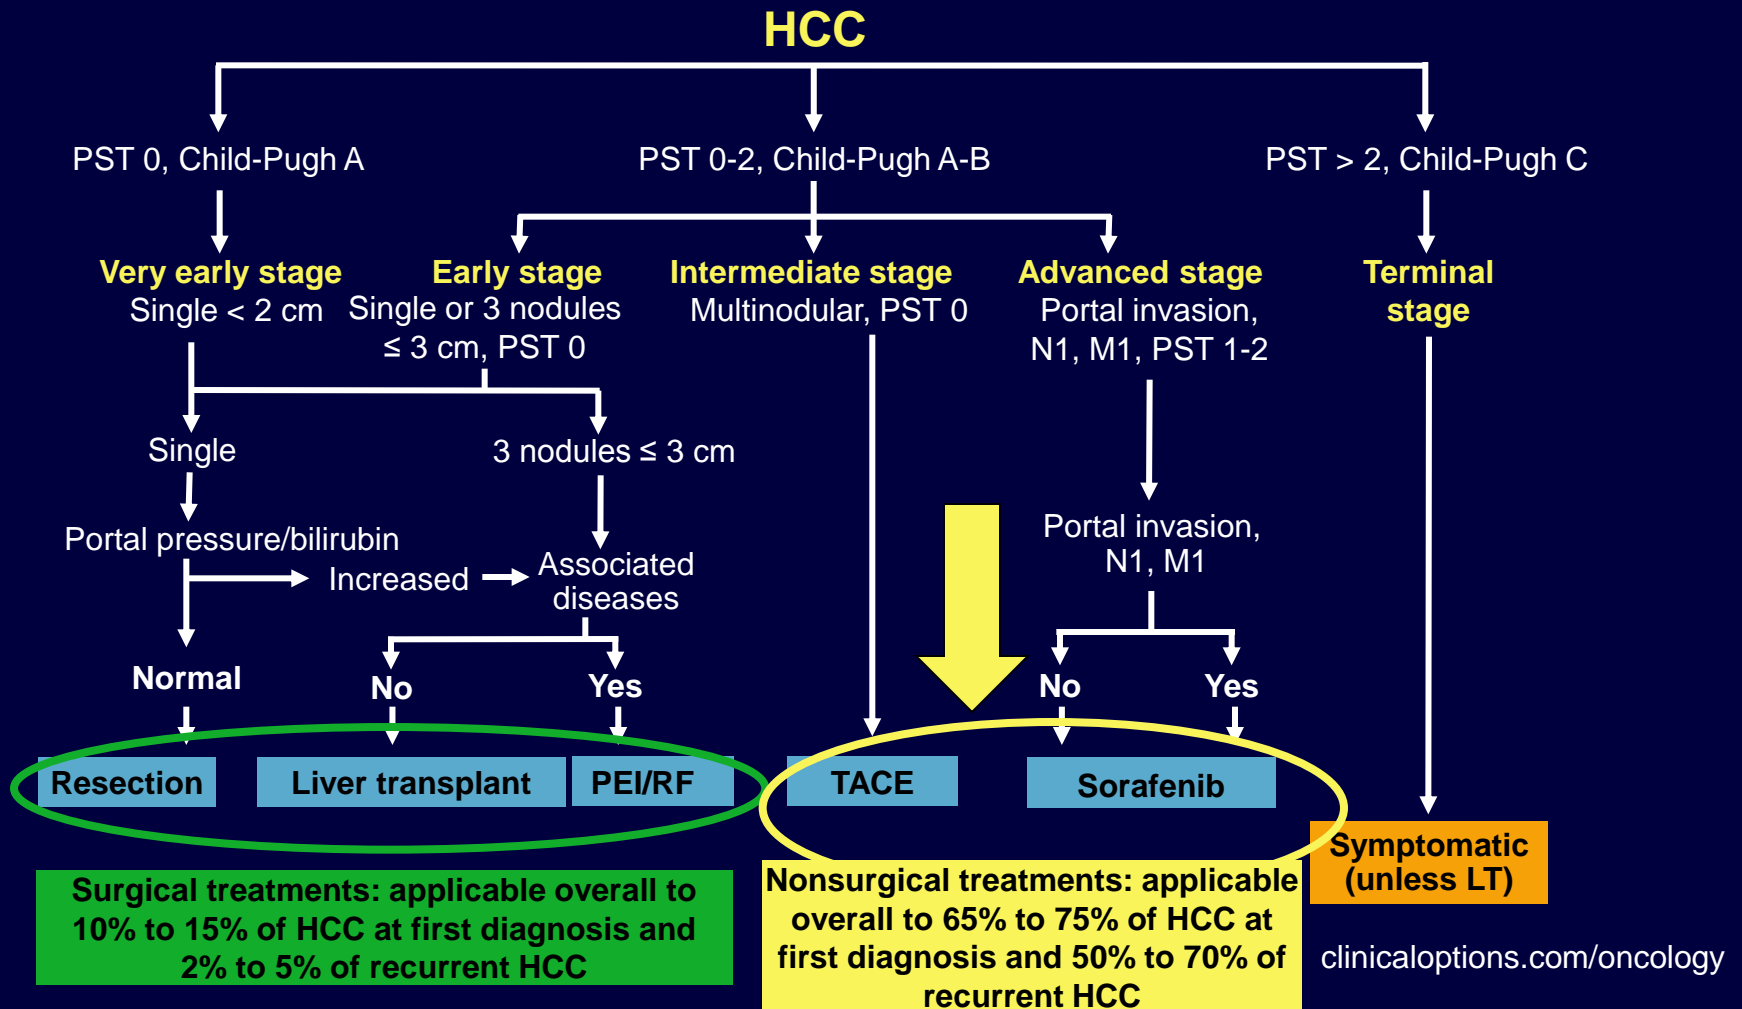 HCC
PST 0, Child-Pugh A
PST 0-2, Child-Pugh A-B
PST > 2, Child-Pugh C
Very early stage
Single < 2 cm
Early stage
Single or 3 nodules
≤ 3 cm, PST 0
Intermediate stage
Multinodular, PST 0
Advanced stage
Portal invasion,
N1, M1, PST 1-2
Terminal
stage
Single
3 nodules ≤ 3 cm
Portal pressure/bilirubin
Increased
Associated
diseases
Portal invasion,
N1, M1
Normal
No
Yes
No
Yes
Resection
Liver transplant
PEI/RF
TACE
Sorafenib
Symptomatic
(unless LT)
Surgical treatments: applicable overall to
10% to 15% of HCC at first diagnosis and
2% to 5% of recurrent HCC
Nonsurgical treatments: applicable
overall to 65% to 75% of HCC at
first diagnosis and 50% to 70% of
recurrent HCC
clinicaloptions.com/oncology